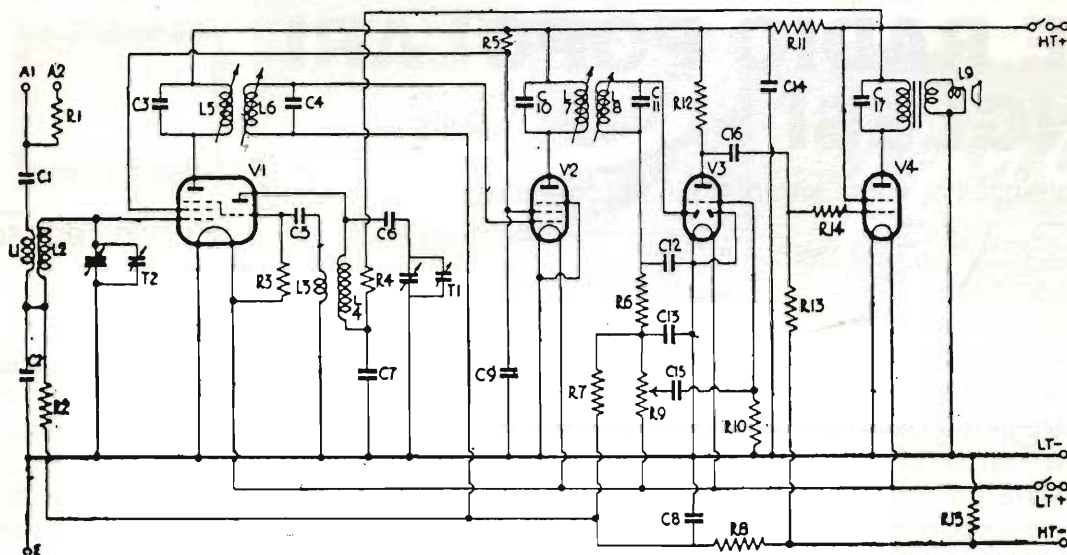 R11
HT+
A1 A2
R5
R1
C3 L5 L6 C4
C10 L7 L8 C11
R12
C14
C17
L9
C1
C16
V1 V2 V3 V4
L1 L2
C5 C6
R14
T2
R3 L3 L4 R4 T1
C12
R6
C13
R13
C2
C7
C9
R7
R9
C15
R2
R10
LT-
LT+
C8
R8
R15
HT-
E